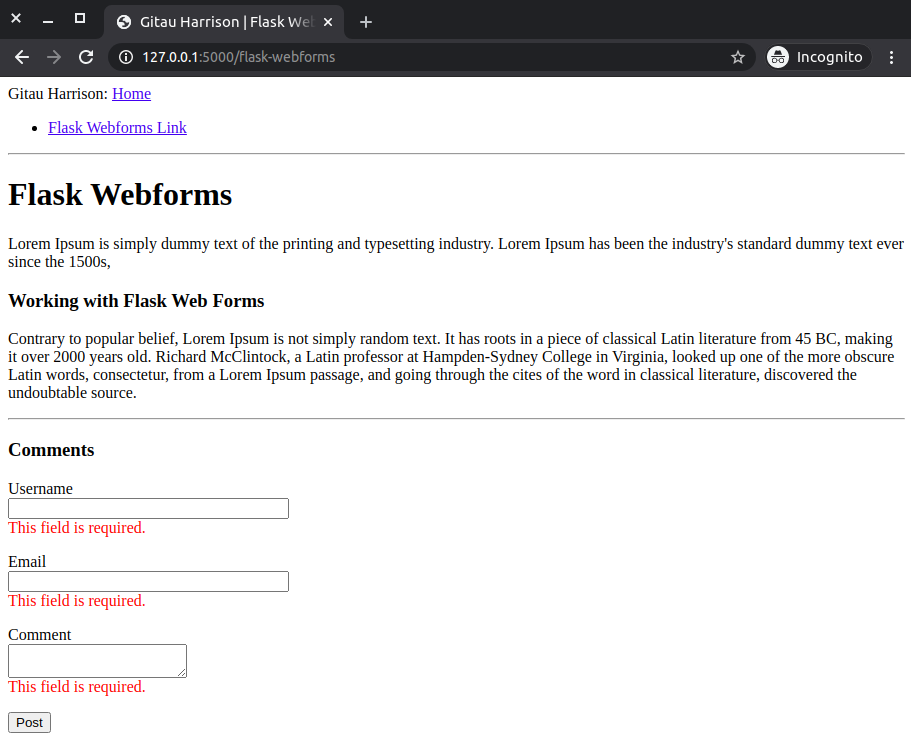 Gitau Harrison | Flask Web
127.0.0.1:5000/flask-webforms
Incognito
Gitau Harrison: Home
Flask Webforms Link
Flask Webforms
Lorem Ipsum is simply dummy text of the printing and typesetting industry. Lorem Ipsum has been the industry's standard dummy text ever
since the 1500s,
Working with Flask Web Forms
Contrary to popular belief, Lorem Ipsum is not simply random text. It has roots in a piece of classical Latin literature from 45 BC, making
it over 2000 years old. Richard McClintock, a Latin professor at Hampden-Sydney College in Virginia, looked up one of the more obscure
Latin words, consectetur, from a Lorem Ipsum passage, and going through the cites of the word in classical literature, discovered the
undoubtable source.
Comments
Username
This field is required.
Email
This field is required.
Comment
This field is required.
Post